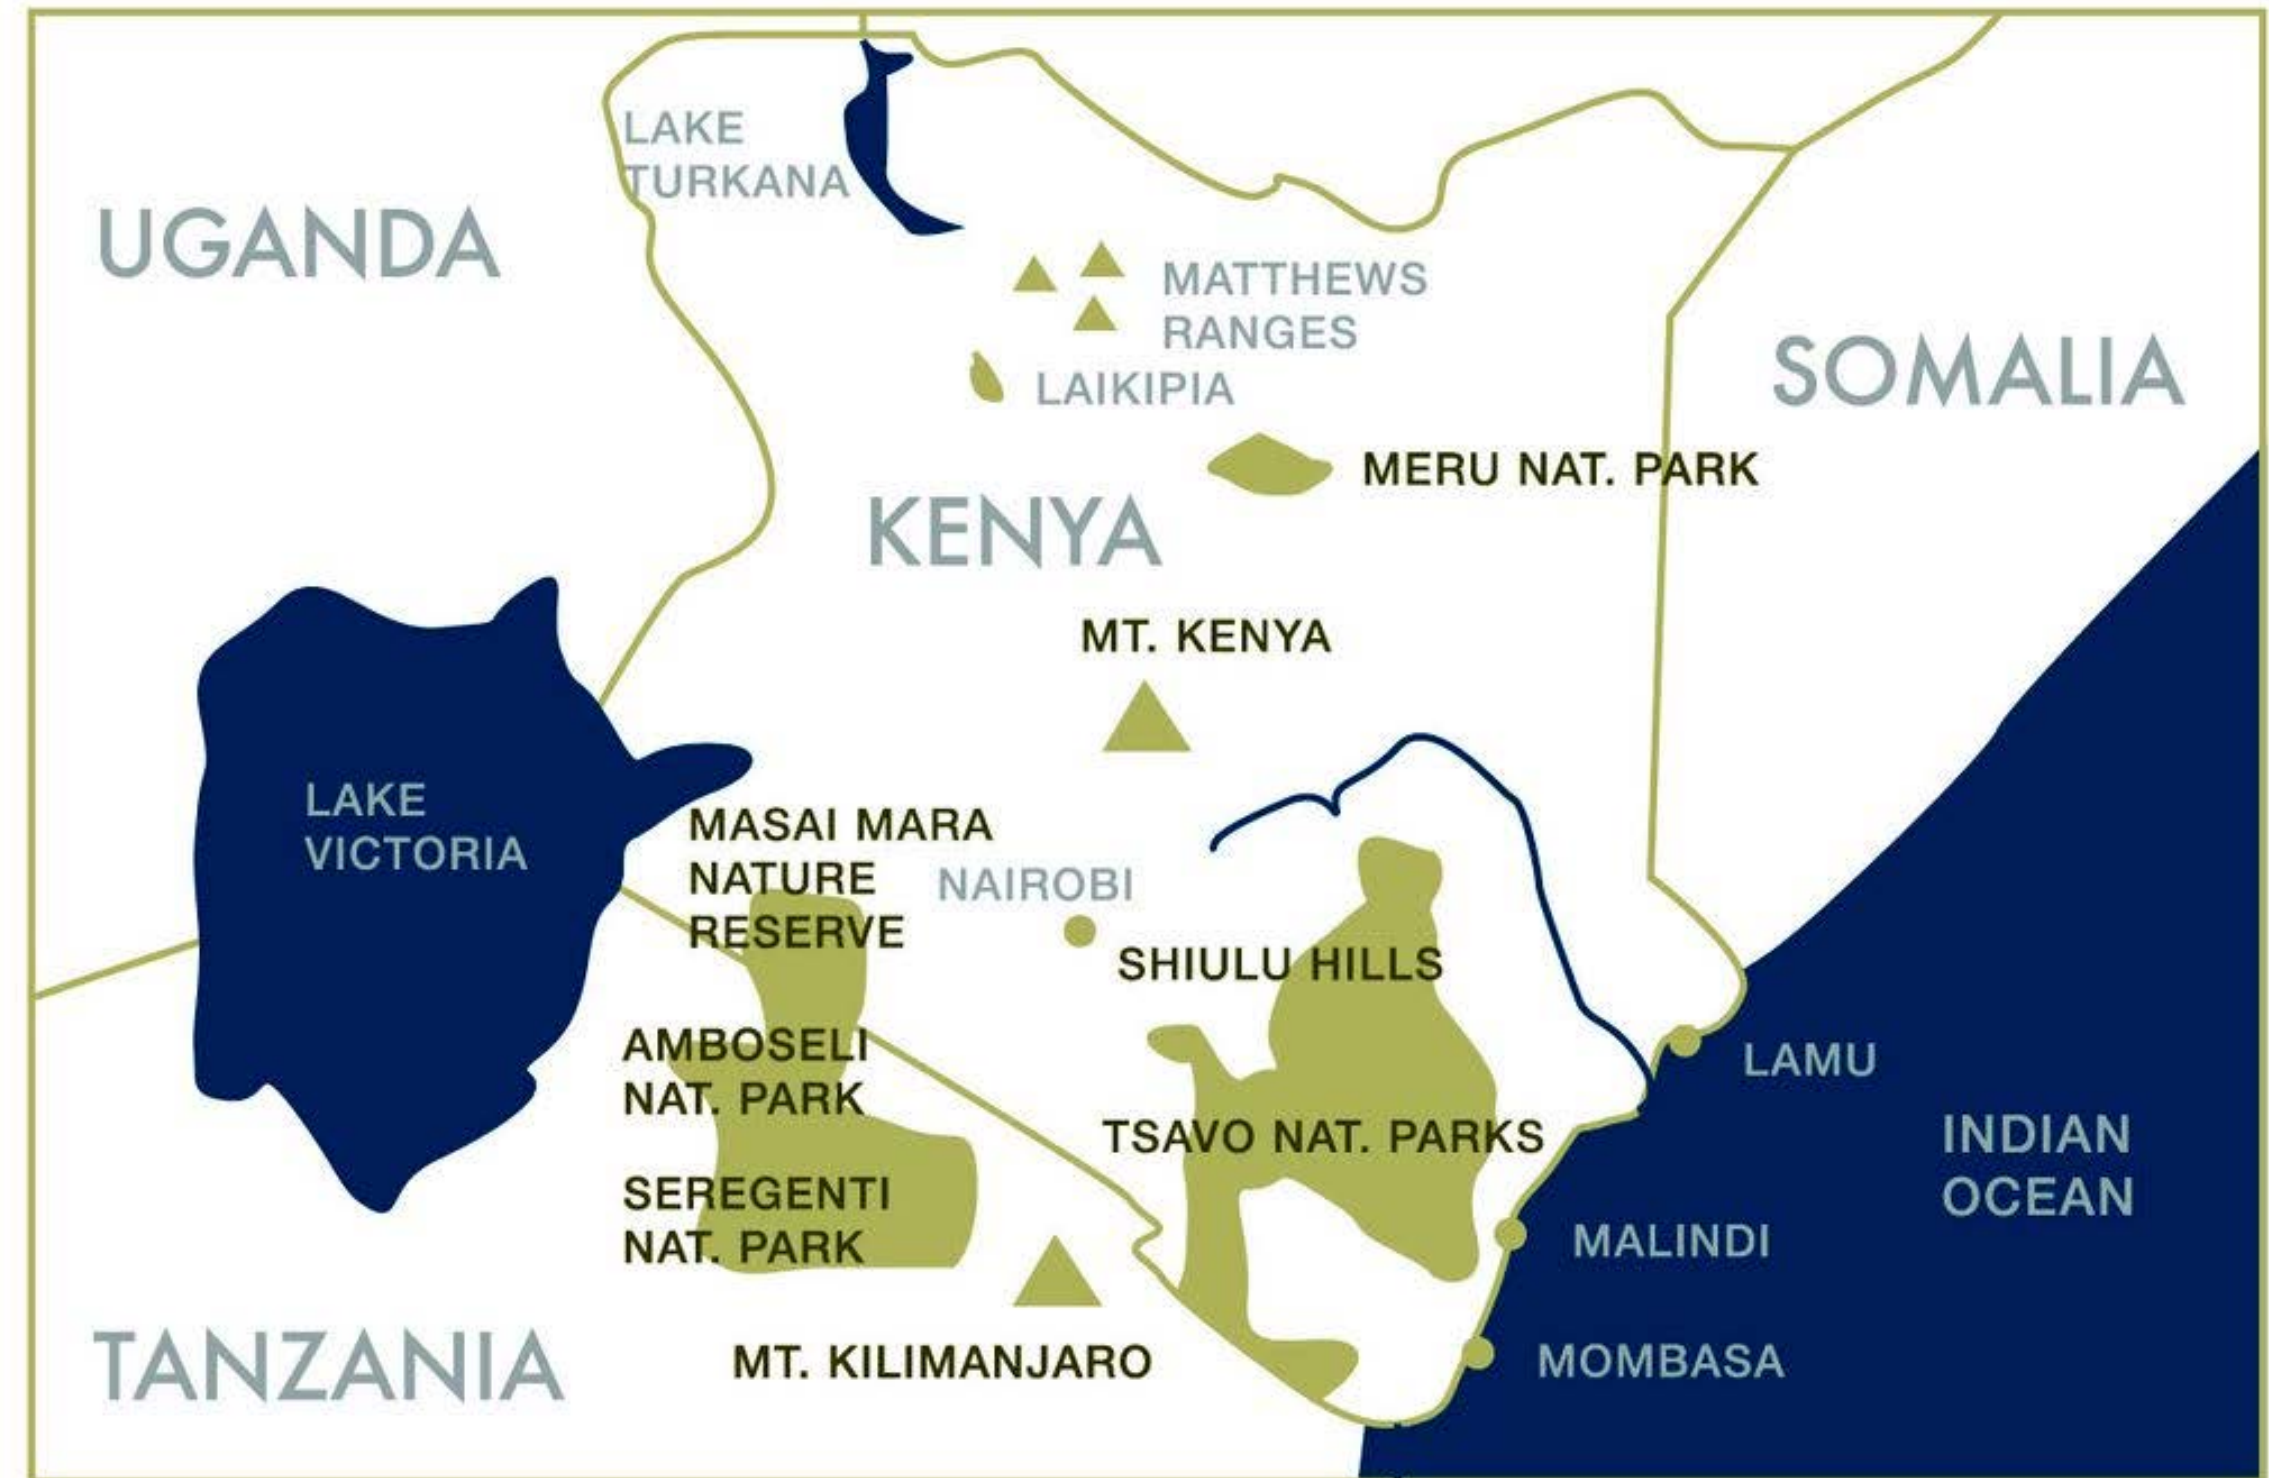 LAKE
TURKANA
UGANDA
MATTHEWS
RANGES
SOMALIA
LAIKIPIA
MERU NAT. PARK
KENYA
MT. KENYA
LAKE
VICTORIA
MASAI MARA
NATURE
RESERVE
NAIROBI
SHIULU HILLS
AMBOSELI
NAT. PARK
LAMU
TSAVO NAT. PARKS
INDIAN
OCEAN
SEREGENTI
NAT. PARK
MALINDI
TANZANIA
MT. KILIMANJARO
MOMBASA